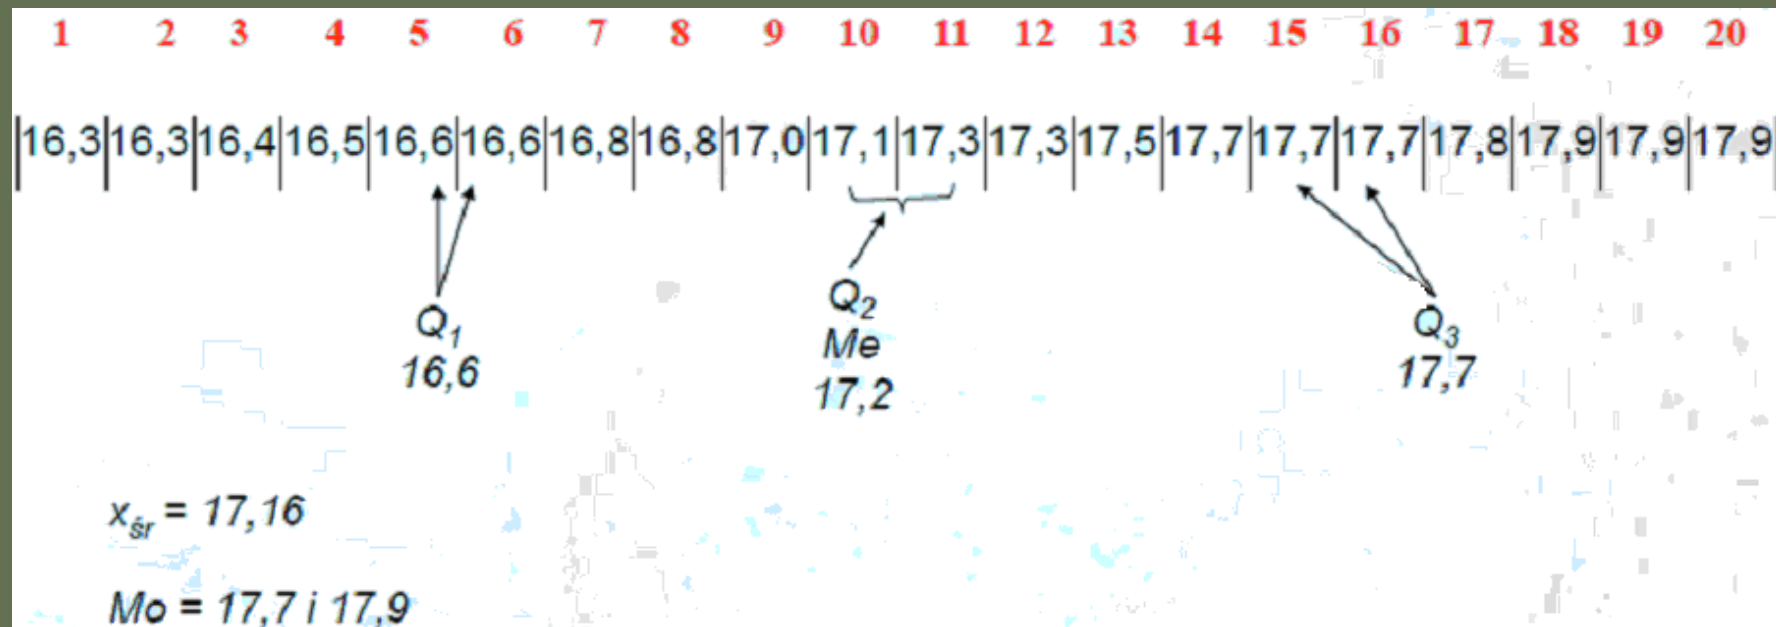 1 2 3 4 5 6 7 8 9 10 11 12 13 14 15 16 17 18 19 20
16,3 16,3 16,4 16,5 16,6 16,6 16,8 16,8 17,0 17,1 17,3 17,3 17,5 17,7 17,7 17,7 17,8 17,9 17,9 17,9
Q1
16,6
Q2
Me
17,2
Q3
17,7
xśr = 17,16
Mo = 17,7 i 17,9